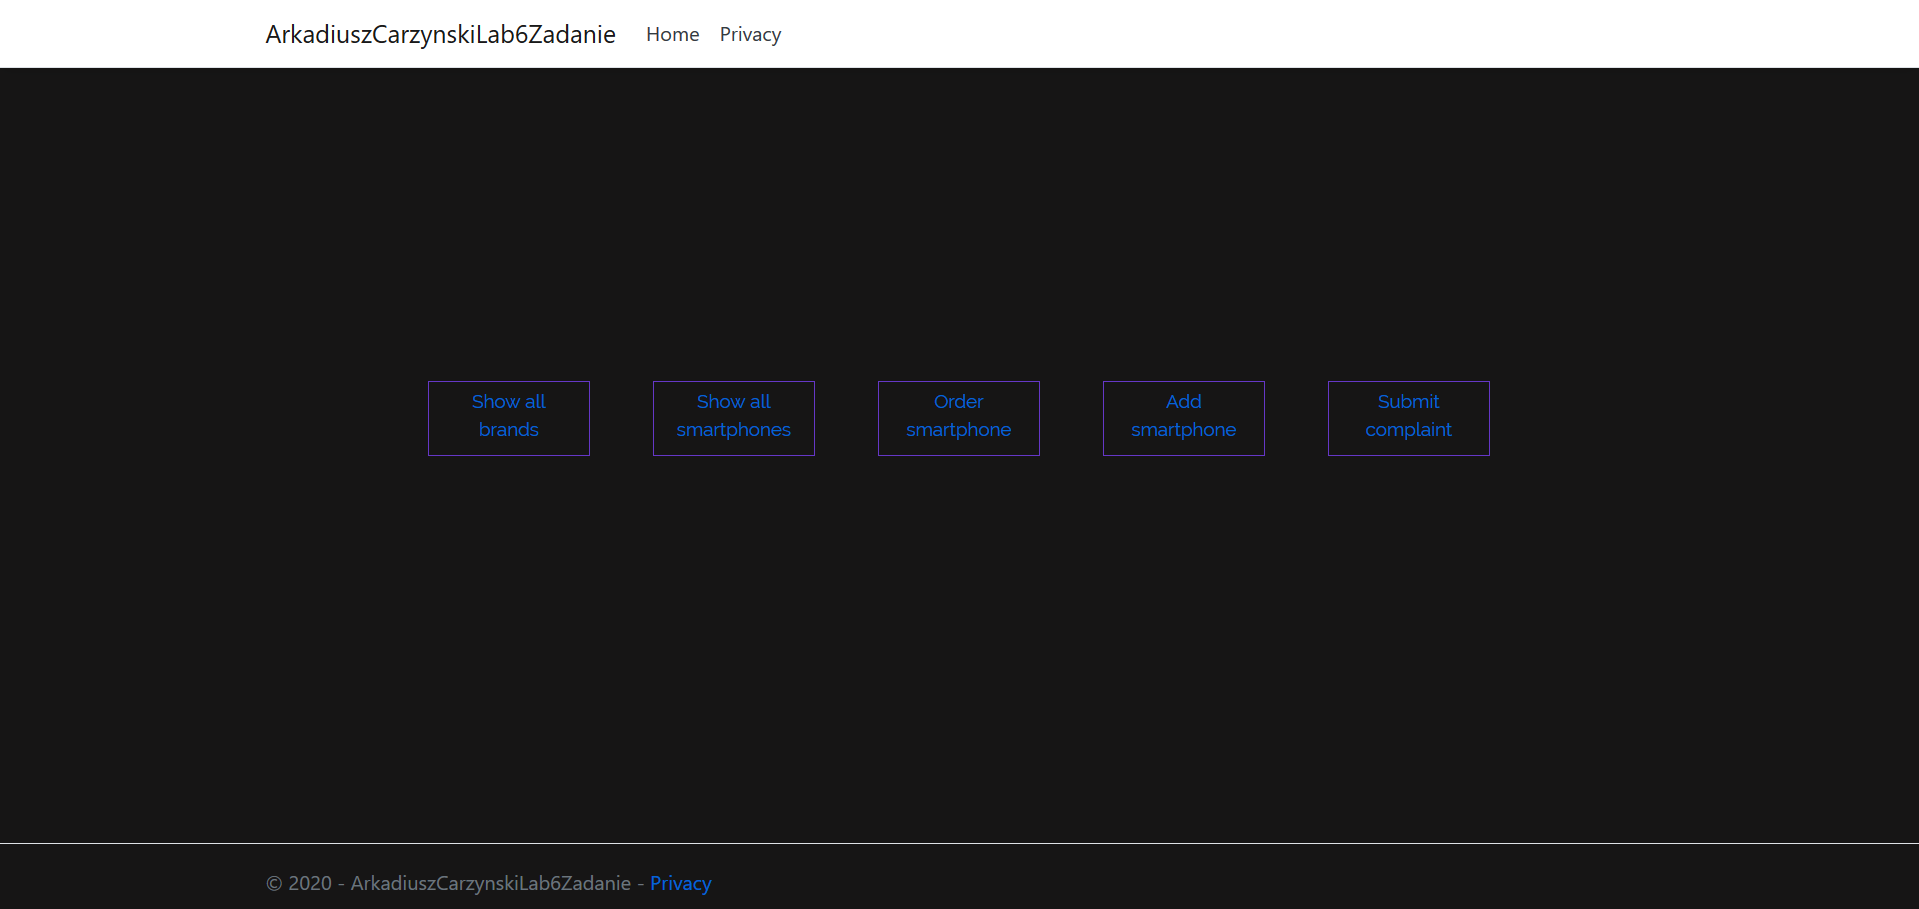 ArkadiuszCarzynskiLab6Zadanie Home Privacy
Show all
brands
Show all
smartphones
Order
smartphone
Add
smartphone
Submit
complaint
© 2020 - ArkadiuszCarzynskiLab6Zadanie - Privacy